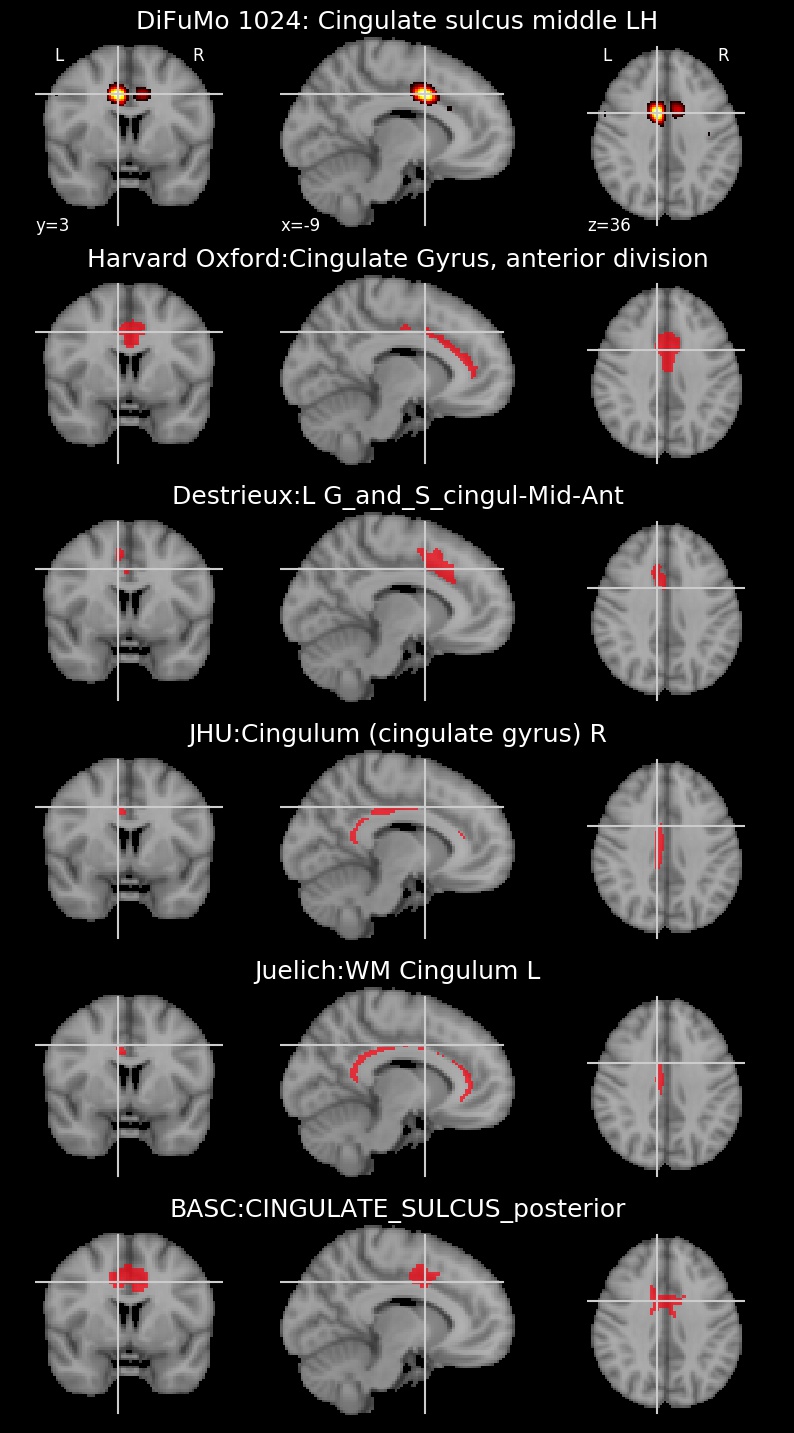 DiFuMo 1024: Cingulate sulcus middle LH
L R L R
y=3 x=-9 z=36
Harvard Oxford:Cingulate Gyrus, anterior division
Destrieux:L G_and_S_cingul-Mid-Ant
JHU:Cingulum (cingulate gyrus) R
Juelich:WM Cingulum L
BASC:CINGULATE_SULCUS_posterior